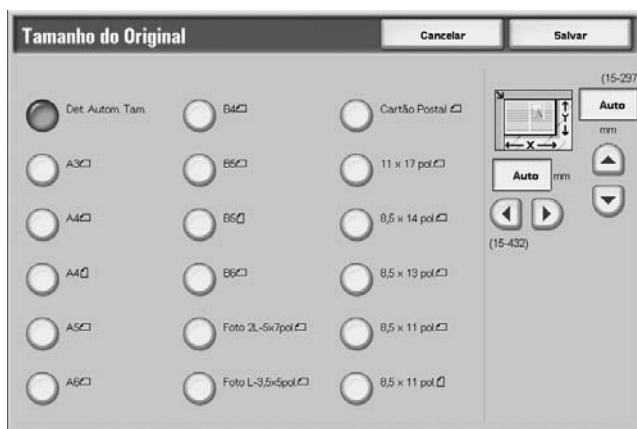 Tamanho do Original
Cancelar
Salvar
Det. Autom. Tam.
A3
A4
A4
A5
A6
B4
B5
B5
B6
Foto 2L-5x7pol
Foto L-3,5x5pol
Cartão Postal
11 x 17 pol.
8,5 x 14 pol.
8,5 x 13 pol.
8,5 x 11 pol.
8,5 x 11 pol.
(15-297
Y
X
Auto
mm
Auto mm
(15-432)